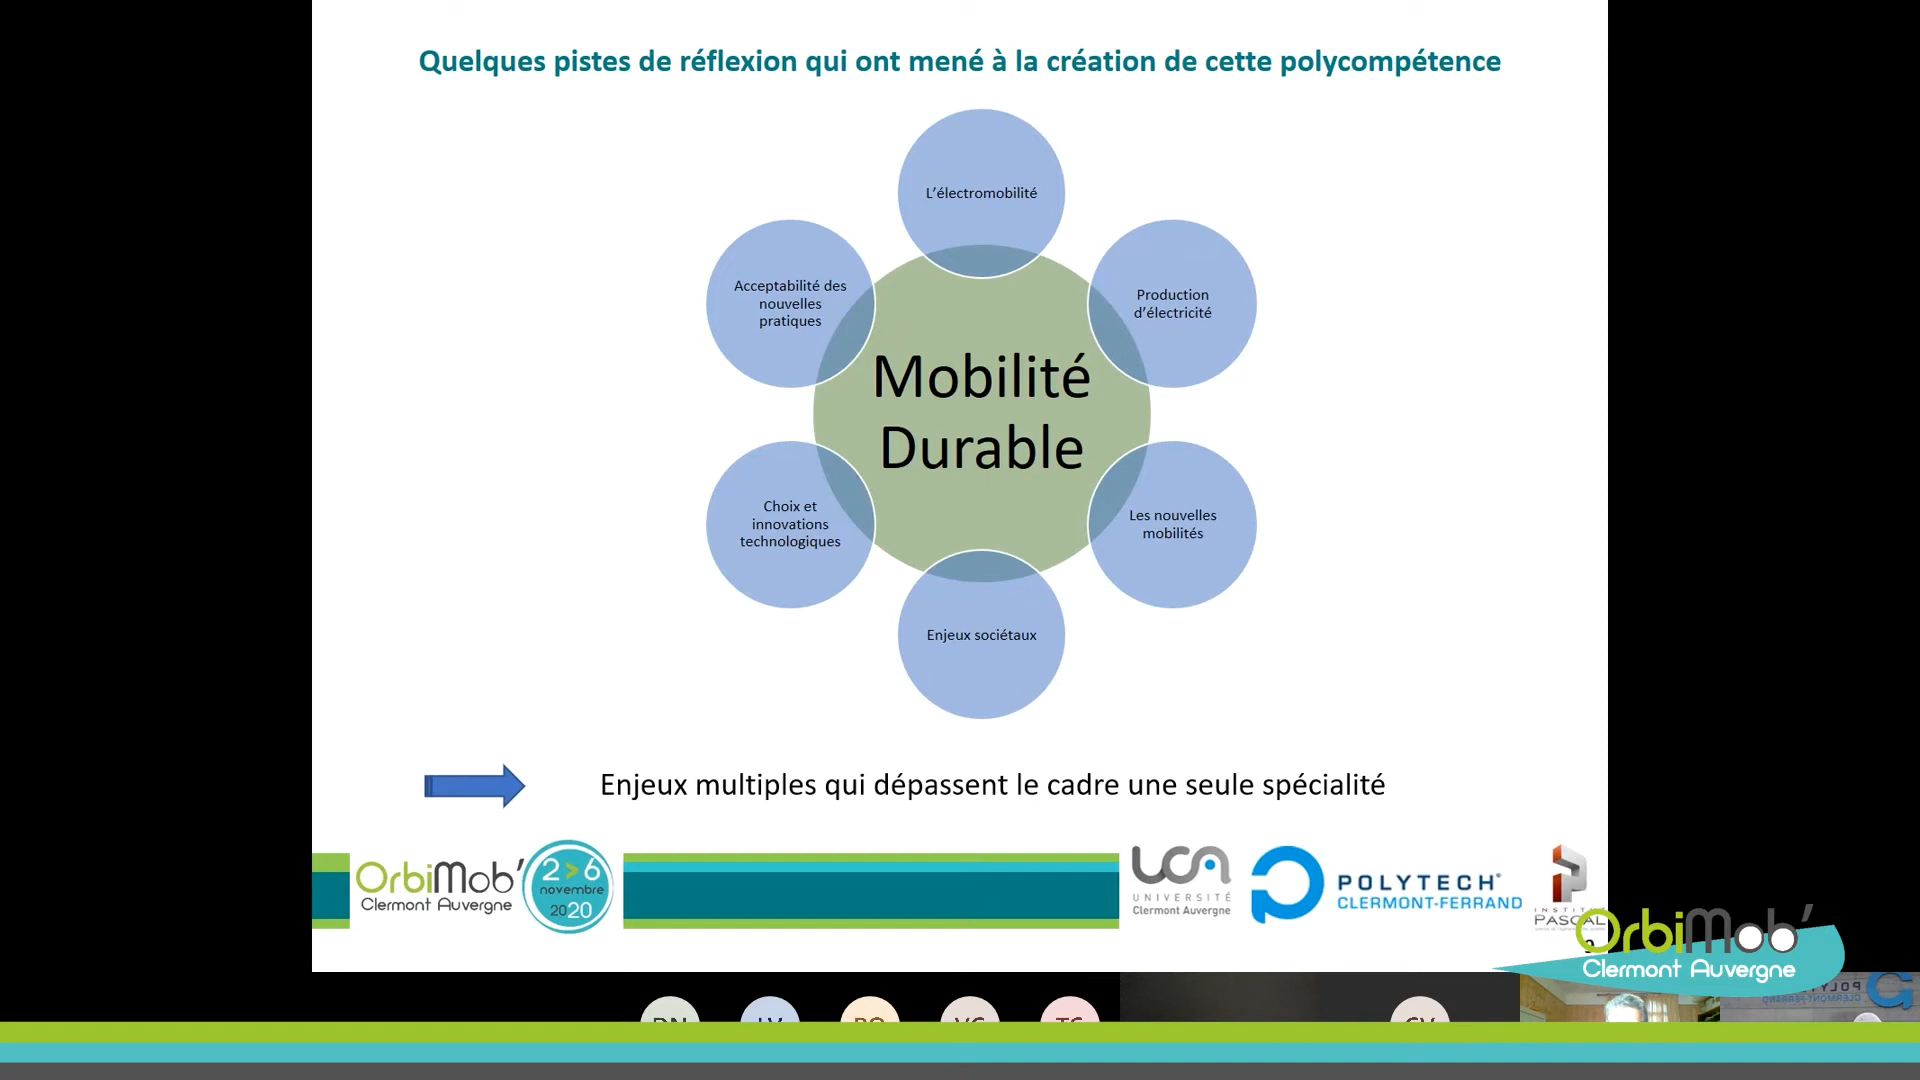 Quelques pistes de réflexion qui ont mené à la création de cette polycompétence
L’électromobilité
Acceptabilité des
nouvelles
pratiques
Production
d’électricité
Mobilité
Durable
Choix et
innovations
technologiques
Les nouvelles
mobilités
Enjeux sociétaux
Enjeux multiples qui dépassent le cadre une seule spécialité
OrbiMob’
Clermont Auvergne
2>6
novembre
2020
UCA
UNIVERSITÉ
Clermont Auvergne
POLYTECH
CLERMONT-FERRAND
PASCAL
OrbiMob’
Clermont Auvergne